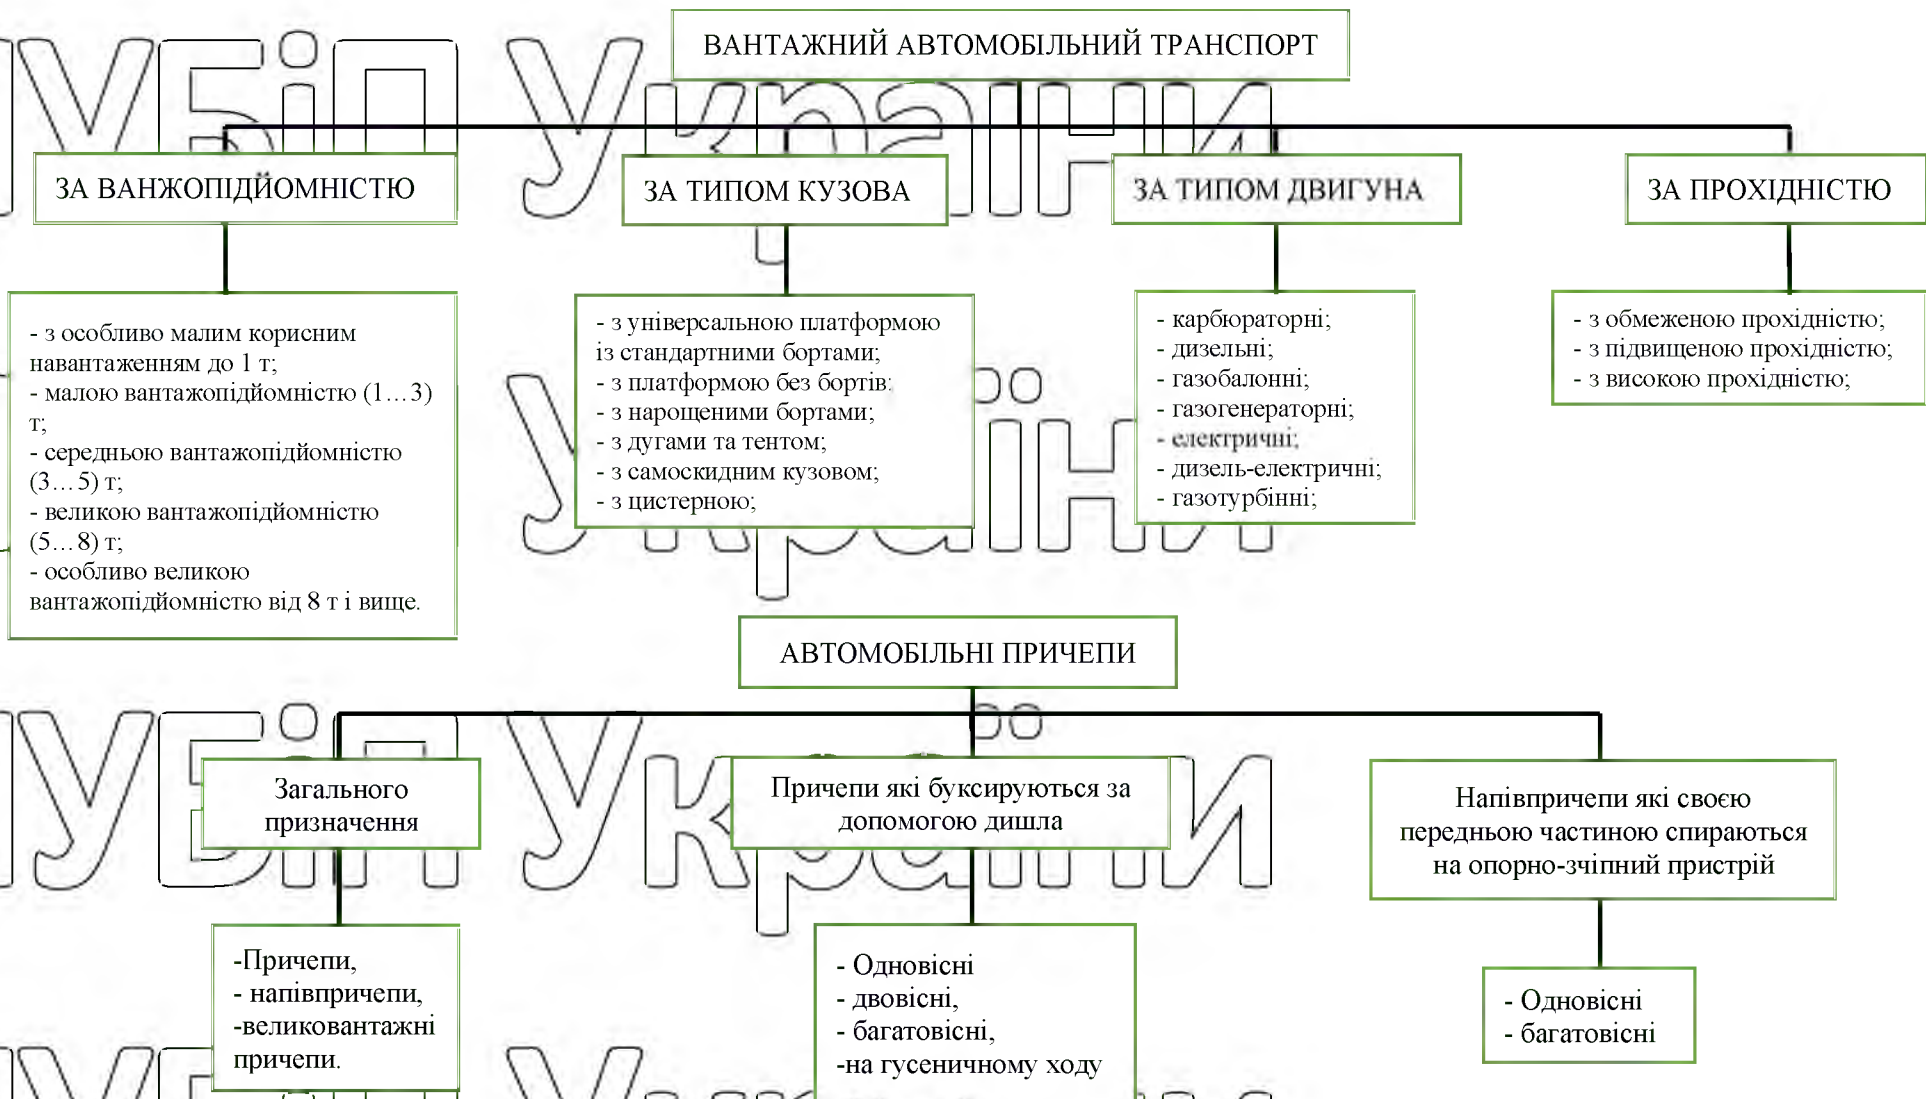 ВАНТАЖНИЙ АВТОМОБІЛЬНИЙ ТРАНСПОРТ
ЗА ВАНЖОПІДЙОМНІСТЮ
- з особливо малим корисним
навантаженням до 1 т;
- малою вантажопідйомністю (1…3)
т;
- середньою вантажопідйомністю
(3…5) т;
- великою вантажопідйомністю
(5…8) т;
- особливо великою
вантажопідйомністю від 8 т і вище.
ЗА ТИПОМ КУЗОВА
- з універсальною платформою
із стандартними бортами;
- з платформою без бортів;
- з нарощеними бортами;
- з дугами та тентом;
- з самоскидним кузовом;
- з цистерною;
ЗА ТИПОМ ДВИГУНА
- карбюраторні;
- дизельні;
- газобалонні;
- газогенераторні;
- електричні;
- дизель-електричні;
- газотурбінні;
ЗА ПРОХІДНІСТЮ
- з обмеженою прохідністю;
- з підвищеною прохідністю;
- з високою прохідністю;
АВТОМОБІЛЬНІ ПРИЧЕПИ
Загального
призначення
-Причепи,
- напівпричепи,
-великовантажні
причепи.
Причепи які буксируються за
допомогою дишла
- Одновісні
- двовісні,
- багатовісні,
-на гусеничному ходу
Напівпричепи які своєю
передньою частиною спираються
на опорно-зчіпний пристрій
- Одновісні
- багатовісні
УБіП України
України
УБіП України